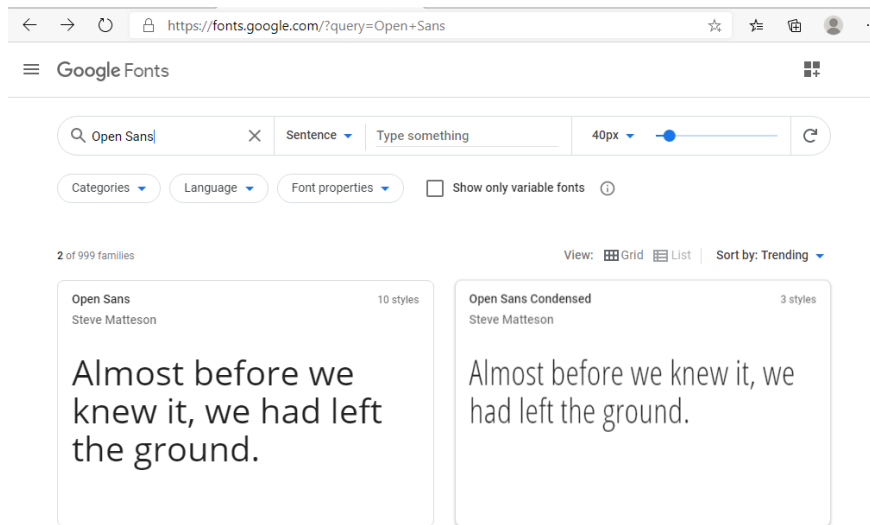 https://fonts.google.com/?query=Open+Sans
Google Fonts
Open Sans Sentence Type something 40px
Categories Language Font properties Show only variable fonts
2 of 999 families View: Grid List Sort by: Trending
Open Sans 10 styles
Steve Matteson
Almost before we
knew it, we had left
the ground.
Open Sans Condensed 3 styles
Steve Matteson
Almost before we knew it, we
had left the ground.